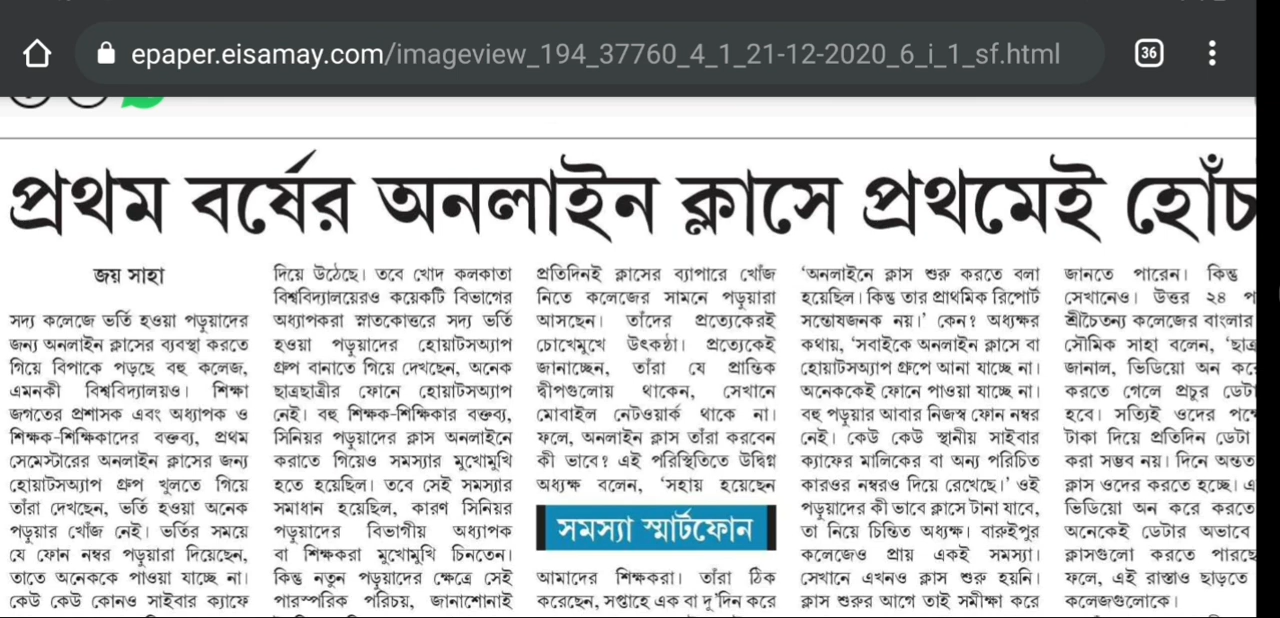 epaper.eisamay.com/imageview_194_37760_4_1_21-12-2020_6_i_1_sf.html
36
প্রথম বর্ষের অনলাইন ক্লাসে প্রথমেই হোঁচ
জয় সাহা
সদ্য কলেজে ভর্তি হওয়া পড়ুয়াদের
জন্য অনলাইন ক্লাসের ব্যবস্থা করতে
গিয়ে বিপাকে পড়ছে বহু কলেজ,
এমনকী বিশ্ববিদ্যালয়ও। শিক্ষা
জগতের প্রশাসক এবং অধ্যাপক ও
শিক্ষক-শিক্ষিকাদের বক্তব্য, প্রথম
সেমেস্টারের অনলাইন ক্লাসের জন্য
হোয়াটসঅ্যাপ গ্রুপ খুলতে গিয়ে
তাঁরা দেখছেন, ভর্তি হওয়া অনেক
পড়ুয়ার খোঁজ নেই। ভর্তির সময়ে
যে ফোন নম্বর পড়ুয়ারা দিয়েছেন,
তাতে অনেককে পাওয়া যাচ্ছে না।
কেউ কেউ কোনও সাইবার ক্যাফে
দিয়ে উঠেছে। তবে খোদ কলকাতা
বিশ্ববিদ্যালয়েরও কয়েকটি বিভাগের
অধ্যাপকরা স্নাতকোত্তরে সদ্য ভর্তি
হওয়া পড়ুয়াদের হোয়াটসঅ্যাপ
গ্রুপ বানাতে গিয়ে দেখছেন, অনেক
ছাত্রছাত্রীর ফোনে হোয়াটসঅ্যাপ
নেই। বহু শিক্ষক-শিক্ষিকার বক্তব্য,
সিনিয়র পড়ুয়াদের ক্লাস অনলাইনে
করাতে গিয়েও সমস্যার মুখোমুখি
হতে হয়েছিল। তবে সেই সমস্যার
সমাধান হয়েছিল, কারণ সিনিয়র
পড়ুয়াদের বিভাগীয় অধ্যাপক
বা শিক্ষকরা মুখোমুখি চিনতেন।
কিন্তু নতুন পড়ুয়াদের ক্ষেত্রে সেই
পারস্পরিক পরিচয়, জানাশোনাই
প্রতিদিনই ক্লাসের ব্যাপারে খোঁজ
নিতে কলেজের সামনে পড়ুয়ারা
আসছেন। তাঁদের প্রত্যেকেরই
চোখেমুখে উৎকণ্ঠা। প্রত্যেকেই
জানাচ্ছেন, তাঁরা যে প্রান্তিক
দ্বীপগুলোয় থাকেন, সেখানে
মোবাইল নেটওয়ার্ক থাকে না।
ফলে, অনলাইন ক্লাস তাঁরা করবেন
কী ভাবে? এই পরিস্থিতিতে উদ্বিগ্ন
অধ্যক্ষ বলেন, ‘সহায় হয়েছেন
সমস্যা স্মার্টফোন
আমাদের শিক্ষকরা। তাঁরা ঠিক
করেছেন, সপ্তাহে এক বা দু’দিন করে
‘অনলাইনে ক্লাস শুরু করতে বলা
হয়েছিল। কিন্তু তার প্রাথমিক রিপোর্ট
সন্তোষজনক নয়।’ কেন? অধ্যক্ষর
কথায়, ‘সবাইকে অনলাইন ক্লাসে বা
হোয়াটসঅ্যাপ গ্রুপে আনা যাচ্ছে না।
অনেককেই ফোনে পাওয়া যাচ্ছে না।
বহু পড়ুয়ার আবার নিজস্ব ফোন নম্বর
নেই। কেউ কেউ স্থানীয় সাইবার
ক্যাফের মালিকের বা অন্য পরিচিত
কারওর নম্বরও দিয়ে রেখেছে।’ ওই
পড়ুয়াদের কী ভাবে ক্লাসে টানা যাবে,
তা নিয়ে চিন্তিত অধ্যক্ষ। বারুইপুর
কলেজেও প্রায় একই সমস্যা।
সেখানে এখনও ক্লাস শুরু হয়নি।
ক্লাস শুরুর আগে তাই সমীক্ষা করে
জানতে পারেন। কিন্তু
সেখানেও। উত্তর ২৪ প
শ্রীচৈতন্য কলেজের বাংলার
সৌমিক সাহা বলেন, ‘ছাত্র
জানাল, ভিডিয়ো অন করে
করতে গেলে প্রচুর ডেটা
হবে। সত্যিই ওদের পক্ষে
টাকা দিয়ে প্রতিদিন ডেটা
করা সম্ভব নয়। দিনে অন্তত
ক্লাস ওদের করতে হচ্ছে। এ
ভিডিয়ো অন করে করতে
অনেকেই ডেটার অভাবে
ক্লাসগুলো করতে পারছে
ফলে, এই রাস্তাও ছাড়তে
কলেজগুলোকে।